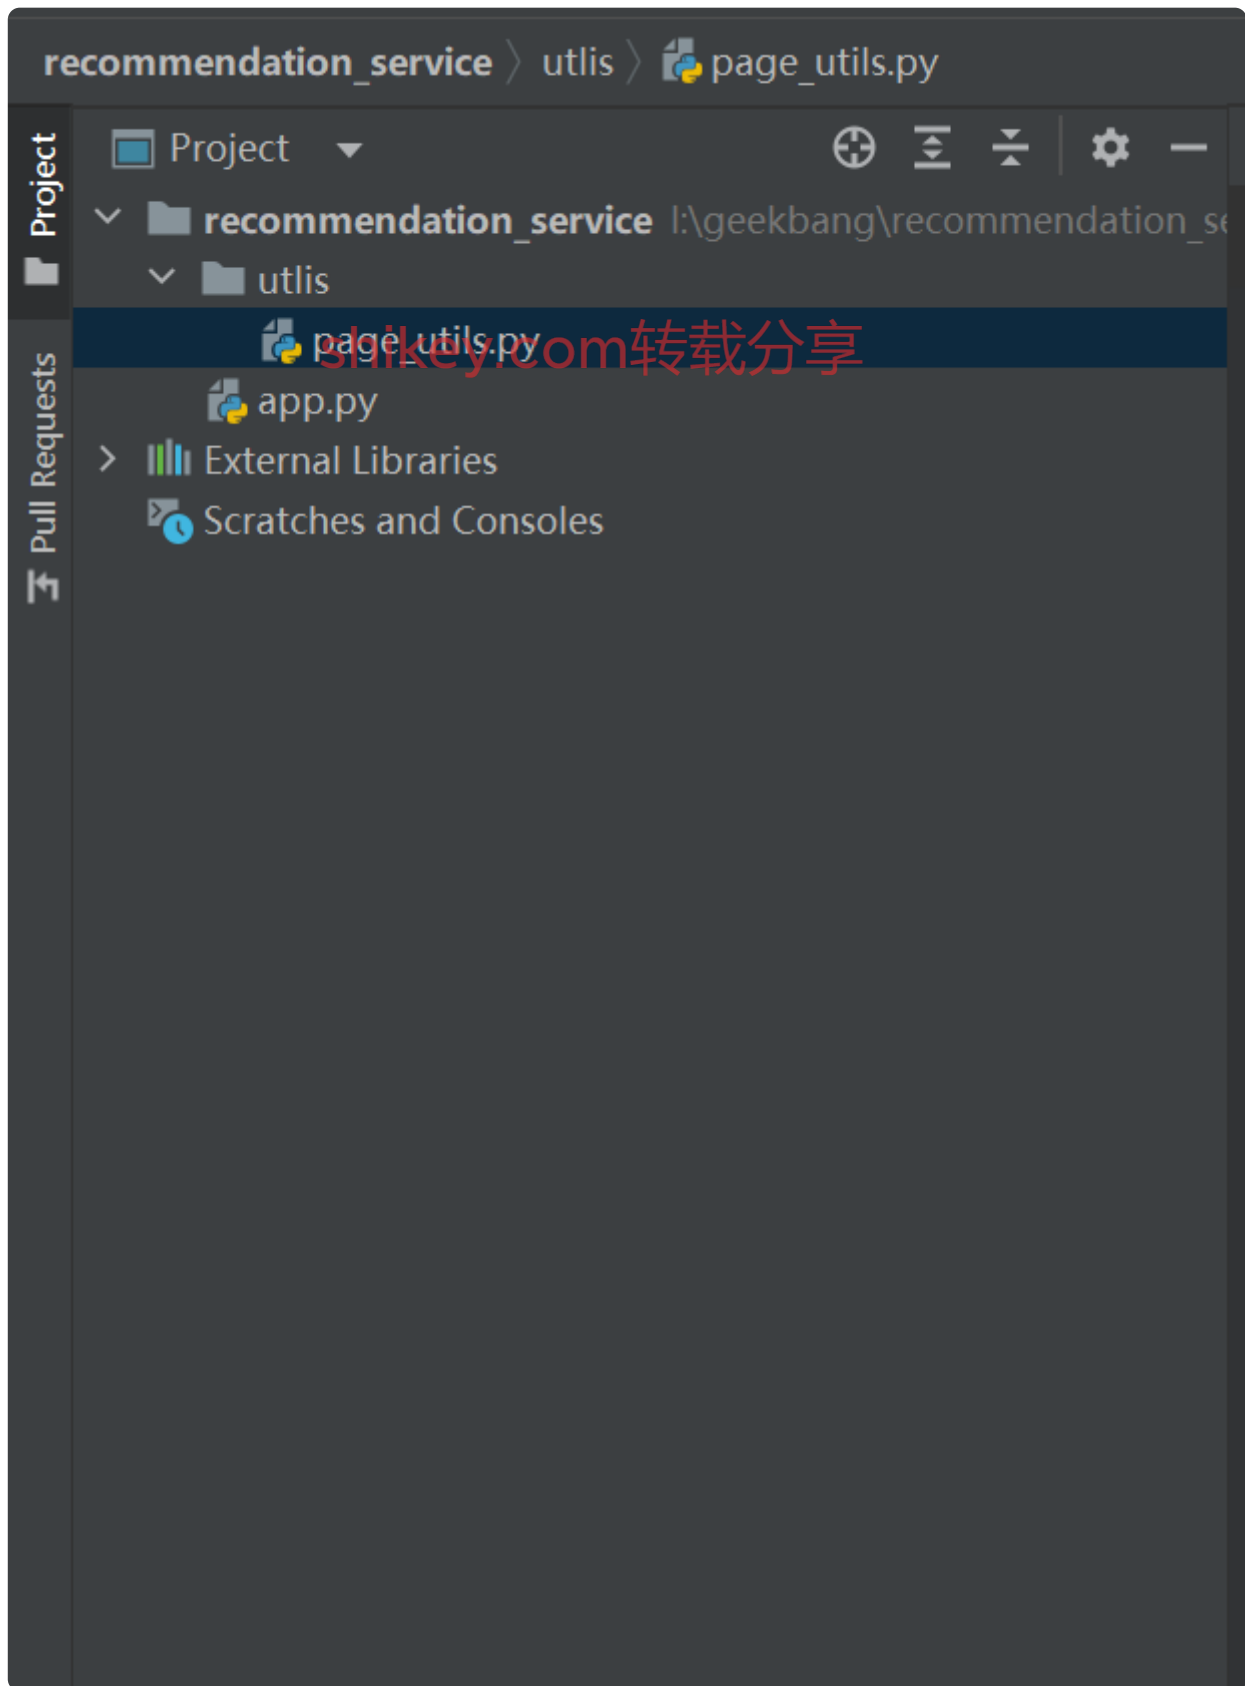 recommendation_service 〉 utlis 〉 page_utils.py
Project
Project
recommendation_service l:\geekbang\recommendation_se
utlis
page_utils.py
shikey.com转载分享
app.py
External Libraries
Scratches and Consoles
Pull Requests